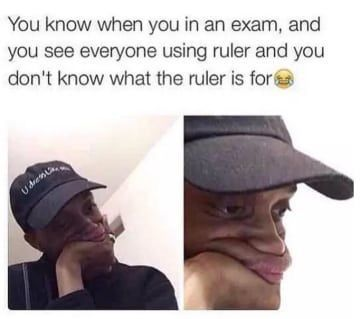 You know when you in an exam, and
you see everyone using ruler and you
don't know what the ruler is for😂